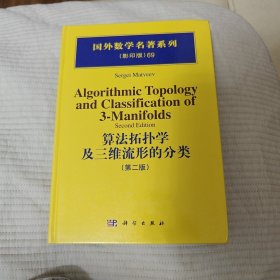 国外数学名著系列
(影印版)69
Sergei Matveev
Algorithmic Topology
and Classification of
3-Manifolds
Second Edition
算法拓扑学
及三维流形的分类
(第二版)
科学出版社